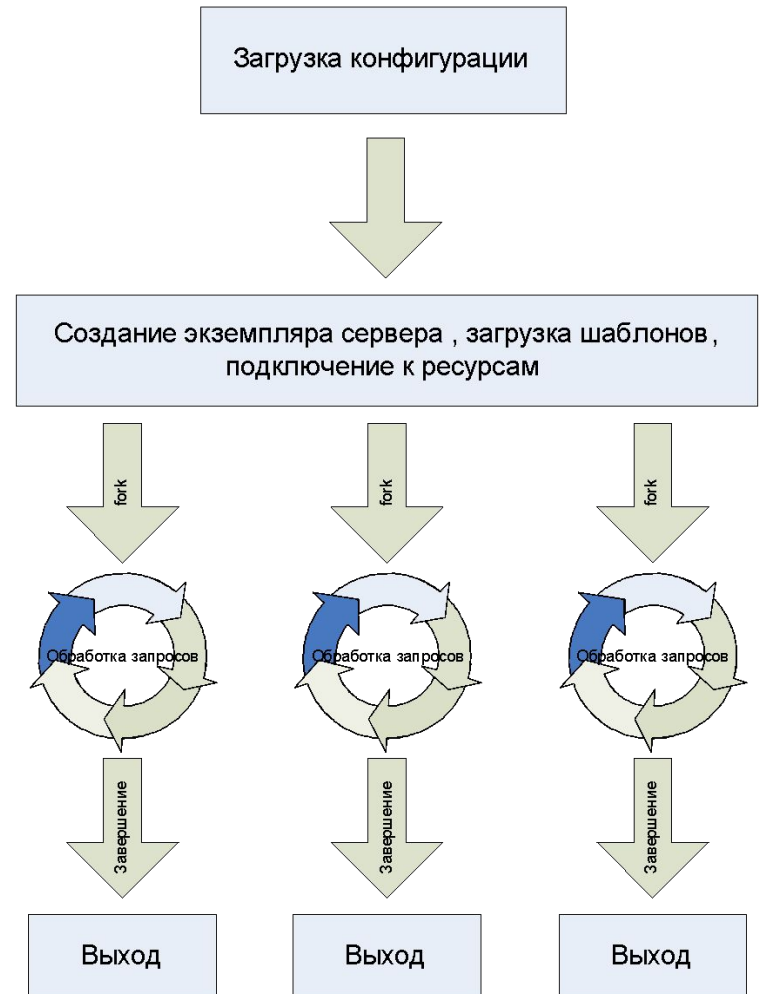 Загрузка конфигурации
Создание экземпляра сервера , загрузка шаблонов ,
подключение к ресурсам
fork
fork
fork
Обработка запросов
Обработка запросов
Обработка запросов
Завершение
Завершение
Завершение
Выход
Выход
Выход